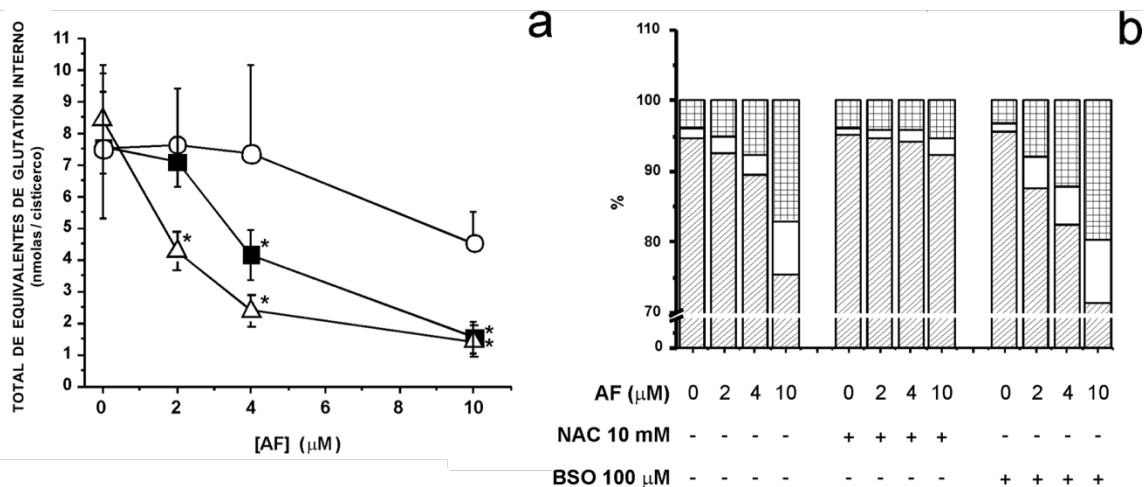 a
TOTAL DE EQUIVALENTES DE GLUTATIÓN INTERNO
(nmolas / cisticerco)
11
10
9
8
7
6
5
4
3
2
1
0
*
*
*
*
*
0 2 4 6 8 10
[AF] (μM)
b
110
100
90
80
70
0
%
AF (μM) 0 2 4 10 0 2 4 10 0 2 4 10
NAC 10 mM - - - - + + + + - - - -
BSO 100 μM - - - - - - - - + + + +